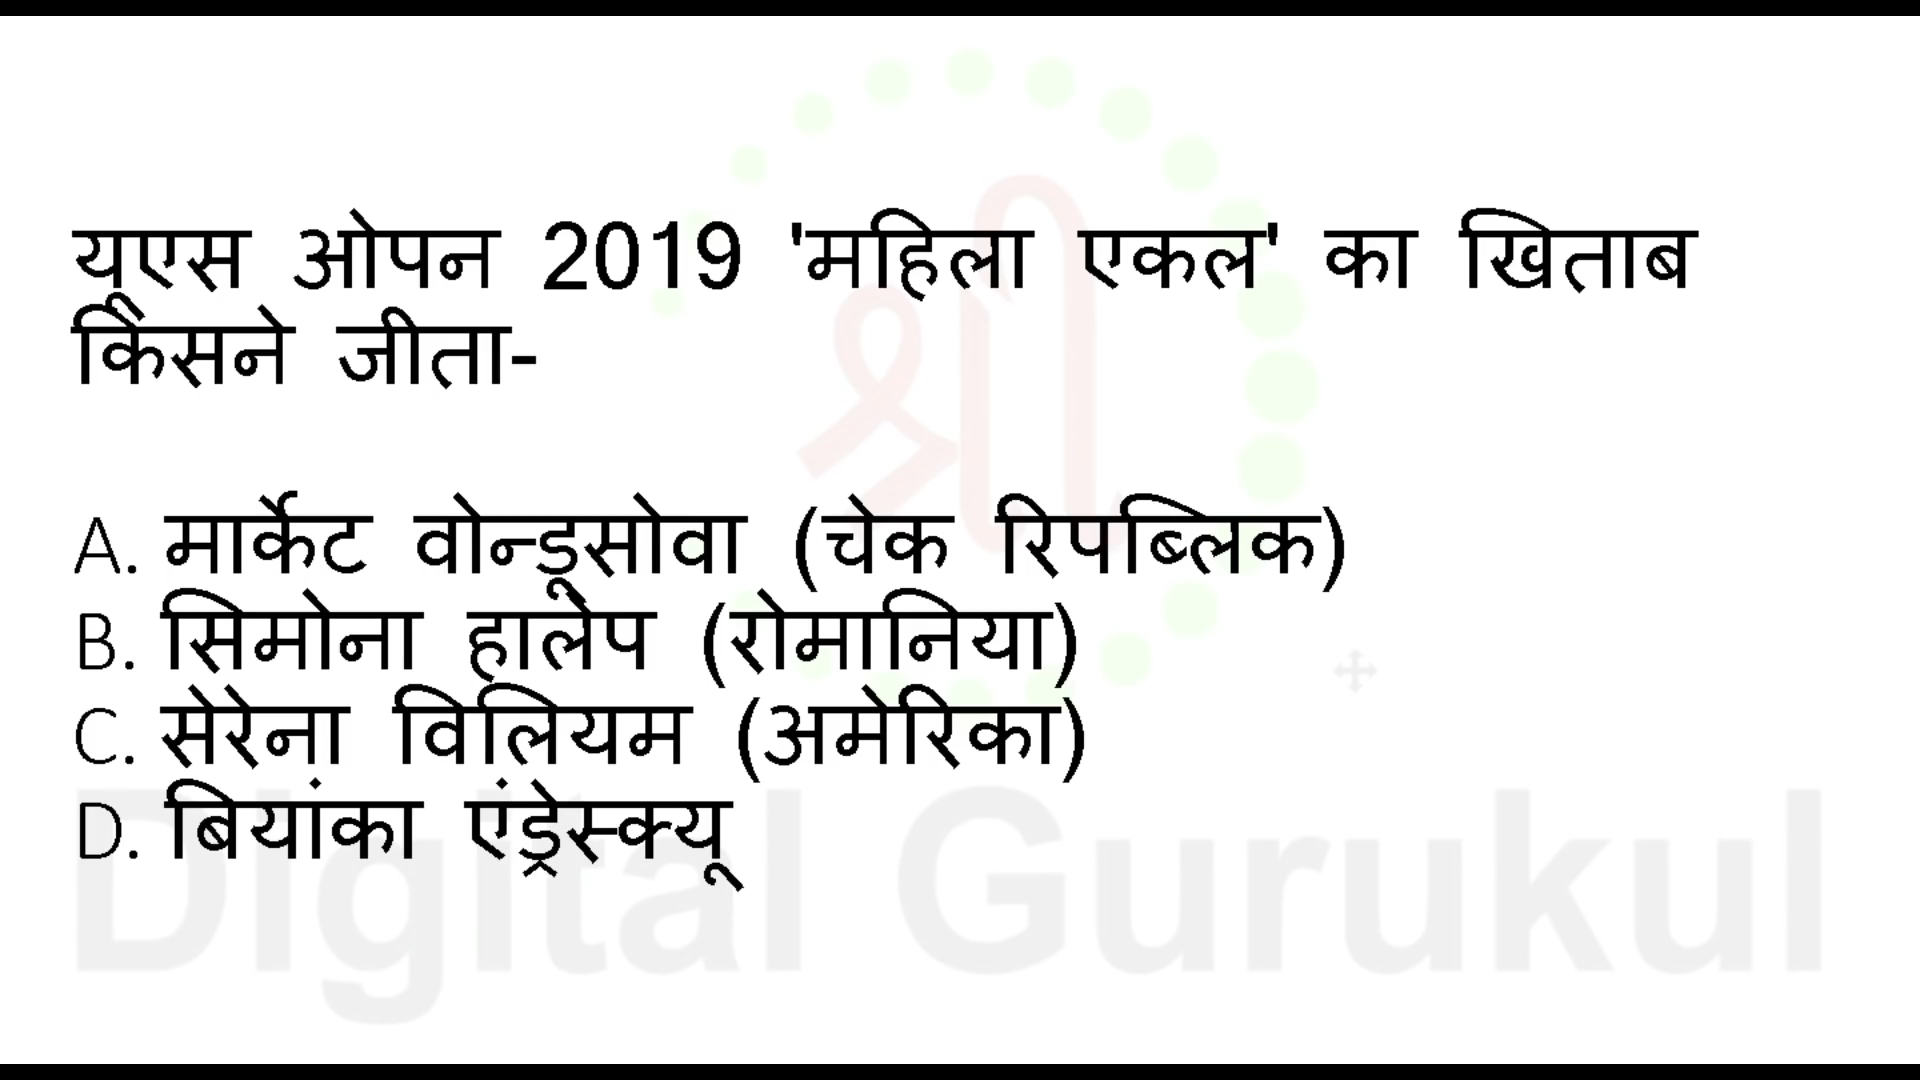 यूएस ओपन 2019 'महिला एकल' का खिताब
किसने जीता-
A. मार्केट वोन्ड्रूसोवा (चेक रिपब्लिक)
B. सिमोना हालेप (रोमानिया)
C. सेरेना विलियम (अमेरिका)
D. बियांका एंड्रेस्क्यू
श्री
Digital Gurukul